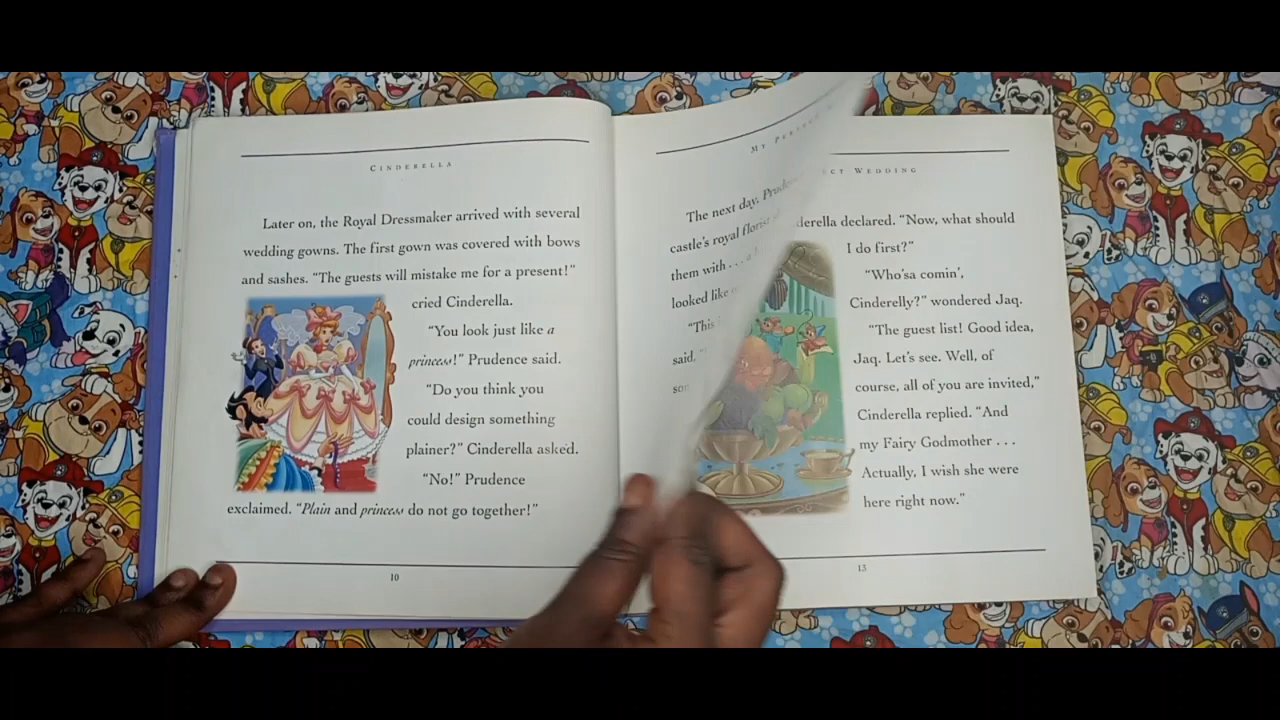 CINDERELLA
Later on, the Royal Dressmaker arrived with several
wedding gowns. The first gown was covered with bows
and sashes. “The guests will mistake me for a present!”
cried Cinderella.
“You look just like a
princess!” Prudence said.
“Do you think you
could design something
plainer?” Cinderella asked.
“No!” Prudence
exclaimed. “Plain and princess do not go together!”
10
MY
The next day,
castle's royal
them with . . .
looked like
“This
said.
WEDDING
declared. “Now, what should
I do first?”
“Who'sa comin',
Cinderelly?” wondered Jaq.
“The guest list! Good idea,
Jaq. Let's see. Well, of
course, all of you are invited,”
Cinderella replied. “And
my Fairy Godmother . . .
Actually, I wish she were
here right now.”
13